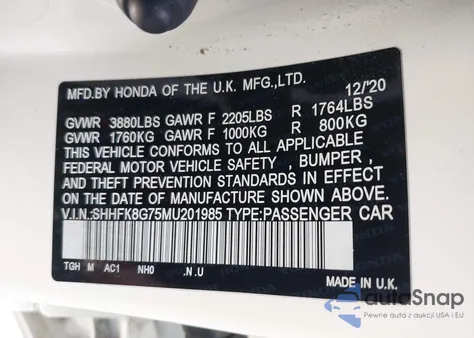 MFD.BY HONDA OF THE U.K. MFG.,LTD. 12/'20
GVWR 3880LBS GAWR F 2205LBS R 1764LBS
GVWR 1760KG GAWR F 1000KG R 800KG
THIS VEHICLE CONFORMS TO ALL APPLICABLE
FEDERAL MOTOR VEHICLE SAFETY , BUMPER ,
AND THEFT PREVENTION STANDARDS IN EFFECT
ON THE DATE OF MANUFACTURE SHOWN ABOVE.
V.I.N.:SHHFK8G75MU201985 TYPE:PASSENGER CAR
TGH M AC1 NH0 .N.U
MADE IN U.K.
autaSnap
Pewne auta z aukcji USA i EU